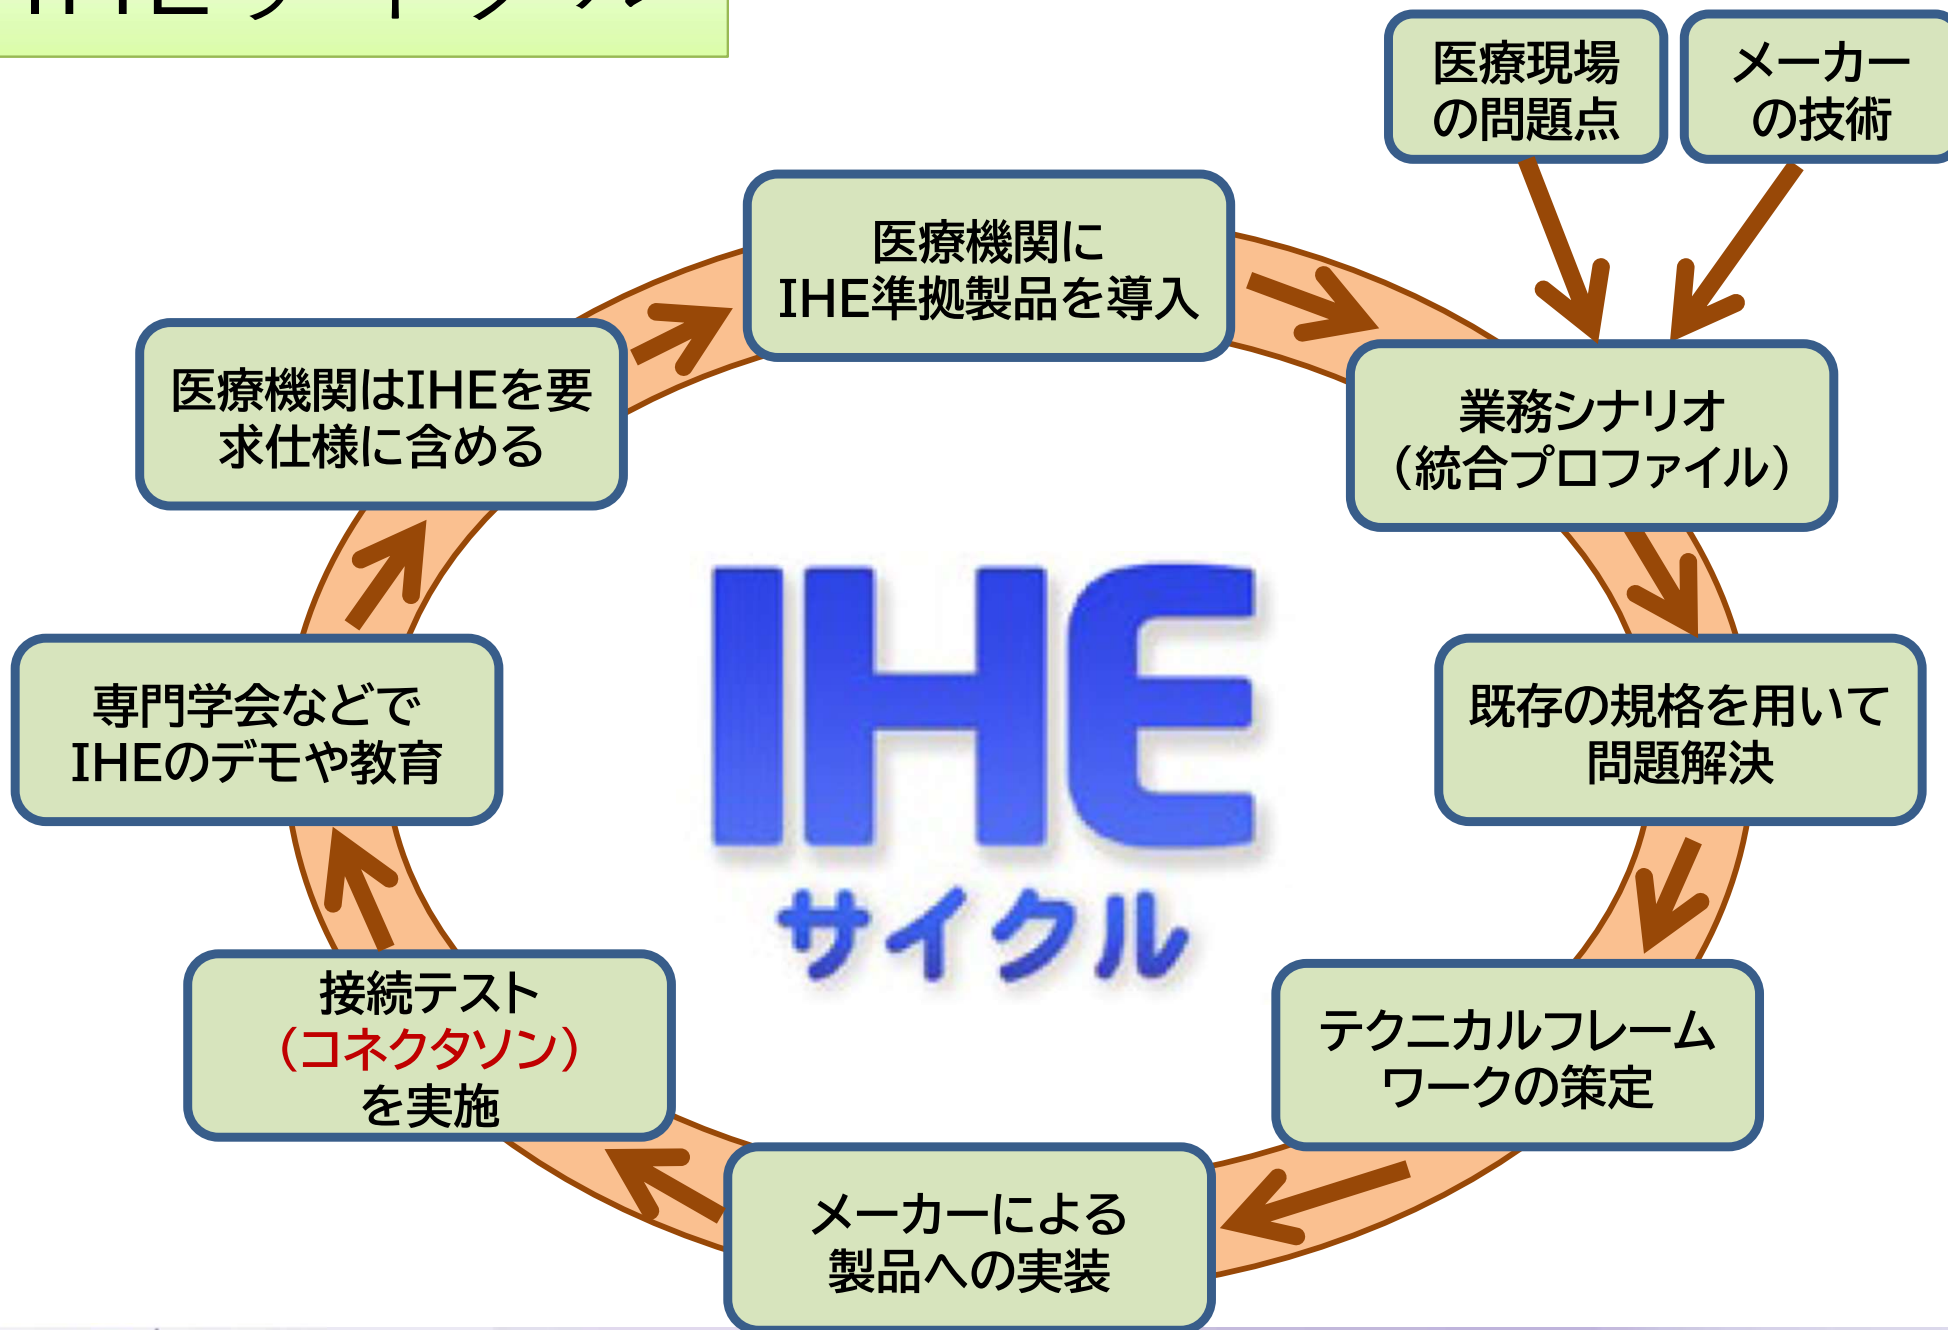 IHEサイクル
医療現場
の問題点
メーカー
の技術
医療機関に
IHE準拠製品を導入
医療機関はIHEを要
求仕様に含める
業務シナリオ
（統合プロファイル）
専門学会などで
IHEのデモや教育
IHE
サイクル
既存の規格を用いて
問題解決
接続テスト
（コネクタソン）
を実施
テクニカルフレーム
ワークの策定
メーカーによる
製品への実装